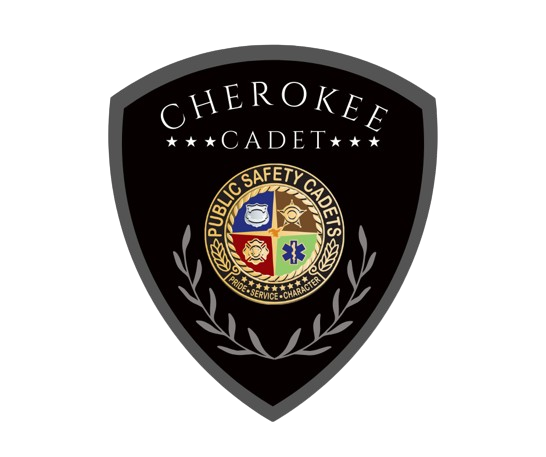 CHEROKEE
★★★CADET★★★
PUBLIC SAFETY CADETS
PRIDE•SERVICE•CHARACTER